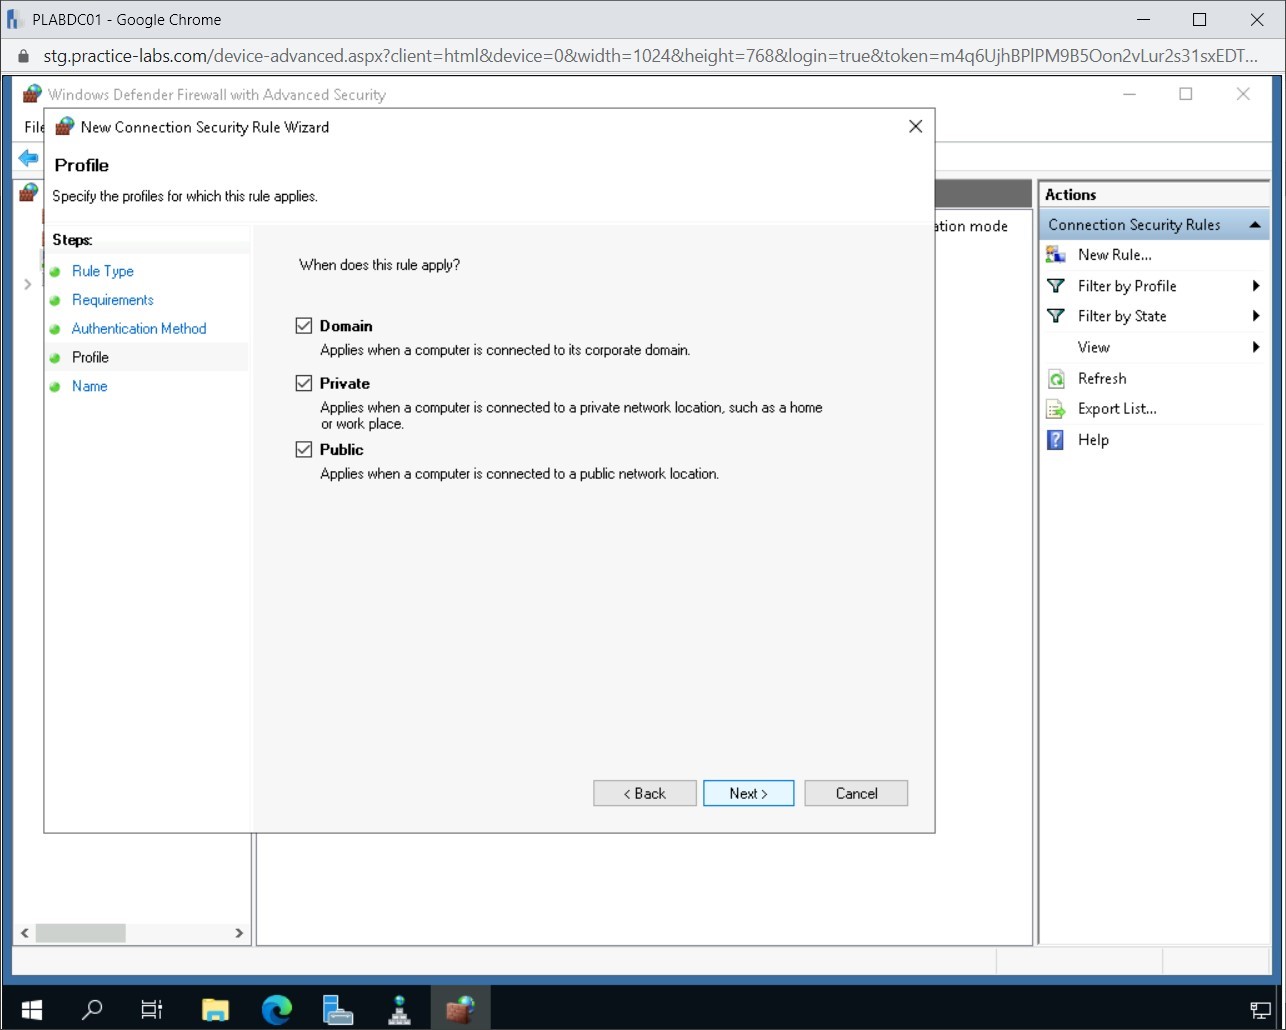 PLABDC01 - Google Chrome
stg.practice-labs.com/device-advanced.aspx?client=html&device=0&width=1024&height=768&login=true&token=m4q6UjhBPlPM9B5Oon2vLur2s31sxEDT...
Windows Defender Firewall with Advanced Security
File
New Connection Security Rule Wizard
Profile
Specify the profiles for which this rule applies.
Steps:
Rule Type
Requirements
Authentication Method
Profile
Name
When does this rule apply?
Domain
Applies when a computer is connected to its corporate domain.
Private
Applies when a computer is connected to a private network location, such as a home
or work place.
Public
Applies when a computer is connected to a public network location.
< Back
Next >
Cancel
ation mode
Actions
Connection Security Rules
New Rule...
Filter by Profile
Filter by State
View
Refresh
Export List...
Help